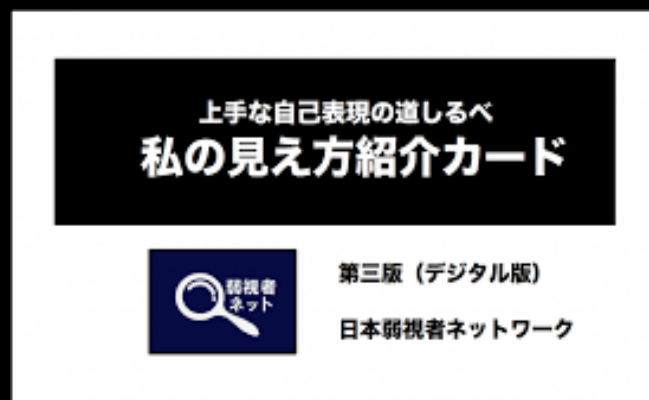 上手な自己表現の道しるべ
私の見え方紹介カード
弱視者
ネット
第三版（デジタル版）
日本弱視者ネットワーク